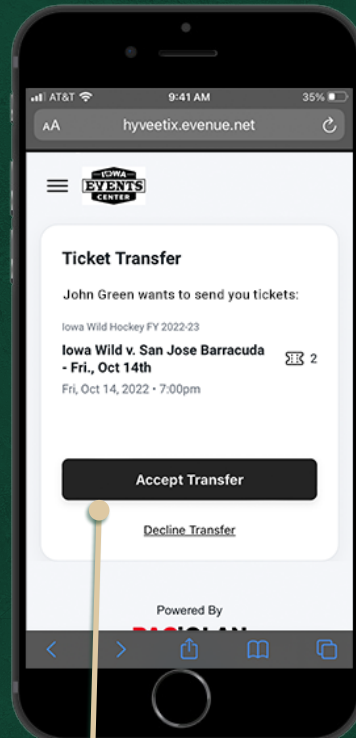 AT&T 9:41 AM 35%
AA hyveetix.evenue.net
IOWA
EVENTS
CENTER
Ticket Transfer
John Green wants to send you tickets:
Iowa Wild Hockey FY 2022-23
Iowa Wild v. San Jose Barracuda
- Fri., Oct 14th
2
Fri, Oct 14, 2022 • 7:00pm
Accept Transfer
Decline Transfer
Powered By